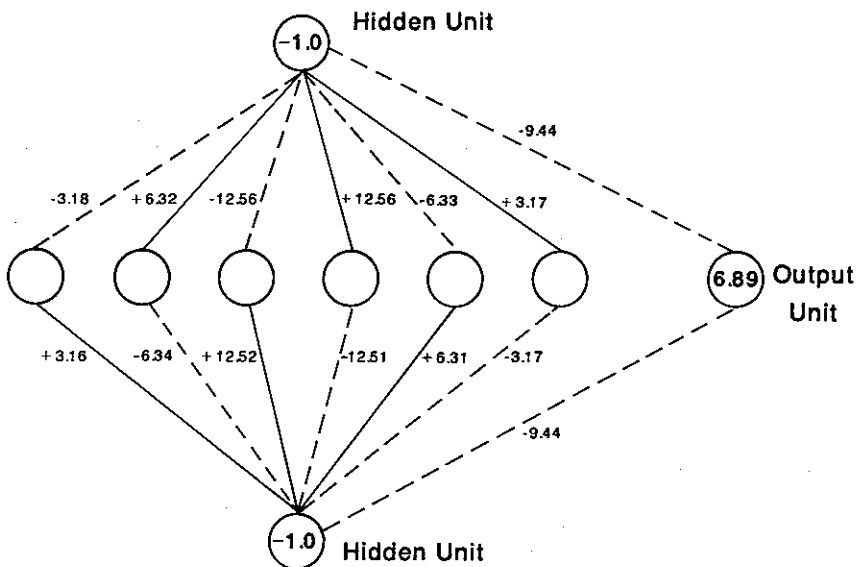 Hidden Unit
−1.0
-9.44
-3.18 +6.32 -12.56 +12.56 -6.33 +3.17
6.89 Output
Unit
+3.16 -6.34 +12.52 -12.51 +6.31 -3.17
-9.44
−1.0
Hidden Unit